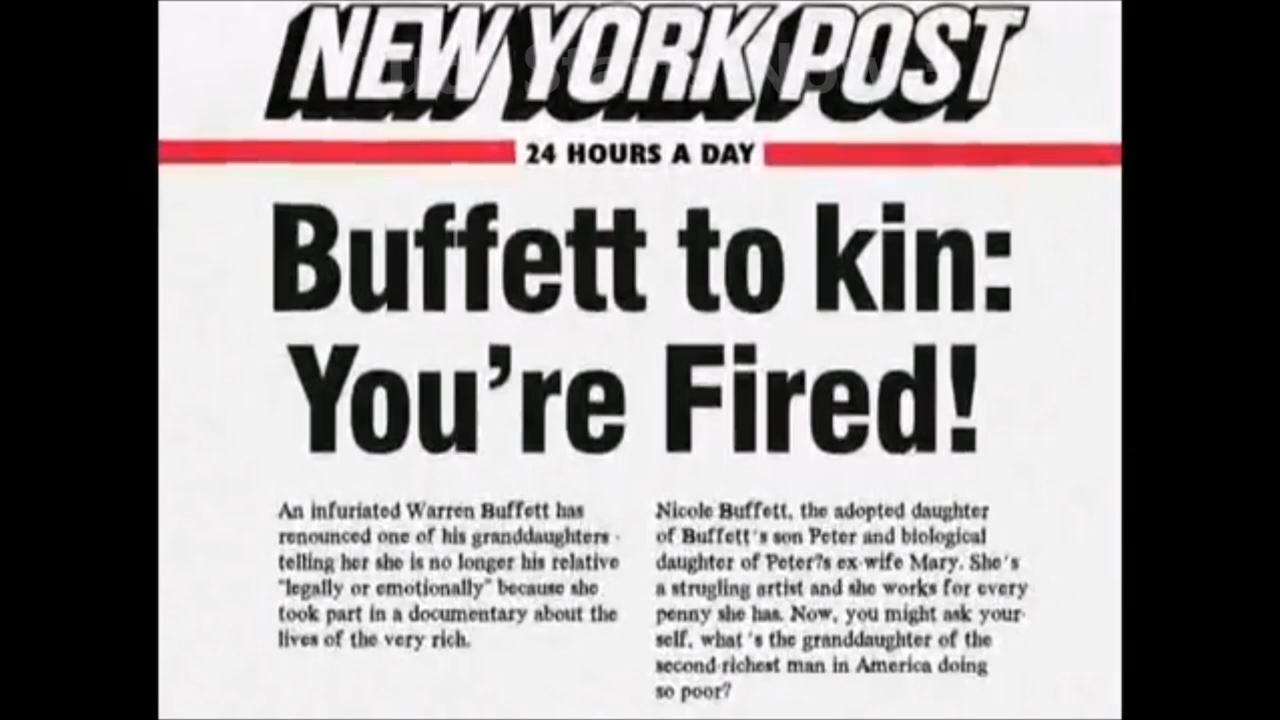 NEW YORK POST
24 HOURS A DAY
Buffett to kin:
You're Fired!
An infuriated Warren Buffett has
renounced one of his granddaughters -
telling her she is no longer his relative
"legally or emotionally" because she
took part in a documentary about the
lives of the very rich.
Nicole Buffett, the adopted daughter
of Buffett's son Peter and biological
daughter of Peter?s ex-wife Mary. She's
a strugling artist and she works for every
penny she has. Now, you might ask your-
self, what 's the granddaughter of the
second-richest man in America doing
so poor?